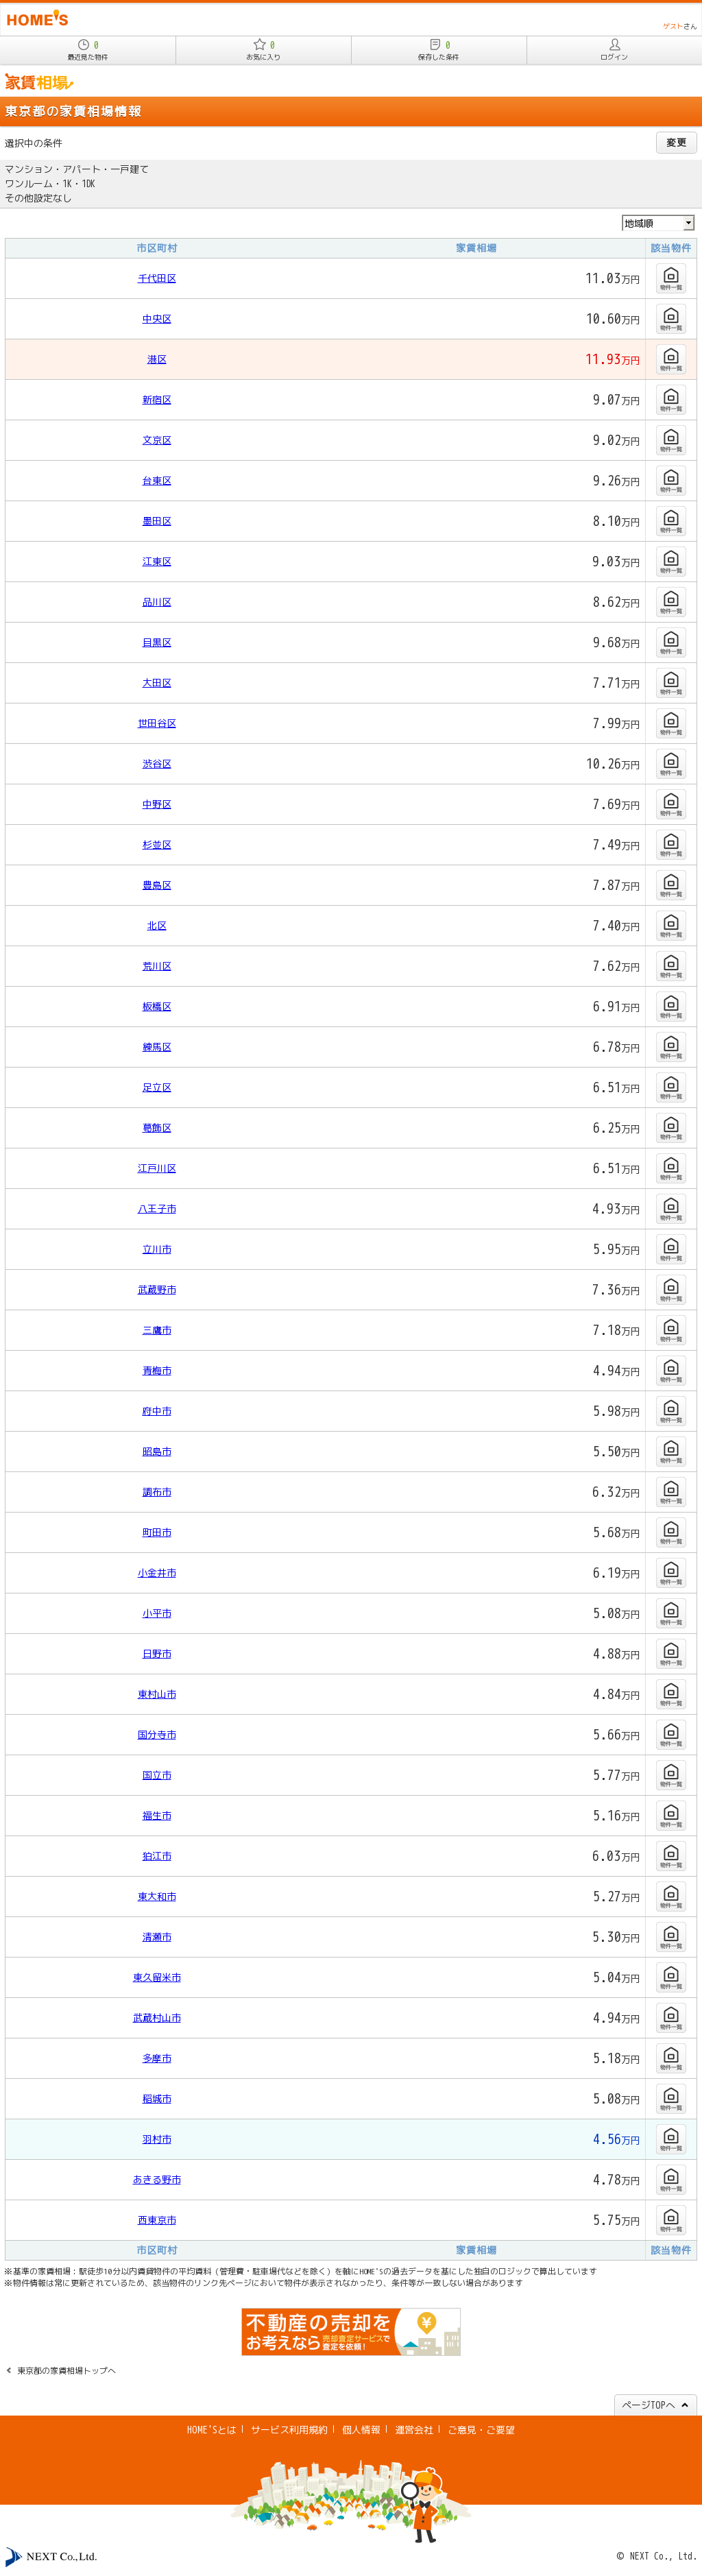 HOME'S
ゲストさん
0
最近見た物件
0
お気に入り
0
保存した条件
ログイン
家賃相場
東京都の家賃相場情報
選択中の条件
変更
マンション・アパート・一戸建て
ワンルーム・1K・1DK
その他設定なし
地域順
市区町村 家賃相場 該当物件
千代田区 11.03万円 物件一覧
中央区 10.60万円 物件一覧
港区 11.93万円 物件一覧
新宿区 9.07万円 物件一覧
文京区 9.02万円 物件一覧
台東区 9.26万円 物件一覧
墨田区 8.10万円 物件一覧
江東区 9.03万円 物件一覧
品川区 8.62万円 物件一覧
目黒区 9.68万円 物件一覧
大田区 7.71万円 物件一覧
世田谷区 7.99万円 物件一覧
渋谷区 10.26万円 物件一覧
中野区 7.69万円 物件一覧
杉並区 7.49万円 物件一覧
豊島区 7.87万円 物件一覧
北区 7.40万円 物件一覧
荒川区 7.62万円 物件一覧
板橋区 6.91万円 物件一覧
練馬区 6.78万円 物件一覧
足立区 6.51万円 物件一覧
葛飾区 6.25万円 物件一覧
江戸川区 6.51万円 物件一覧
八王子市 4.93万円 物件一覧
立川市 5.95万円 物件一覧
武蔵野市 7.36万円 物件一覧
三鷹市 7.18万円 物件一覧
青梅市 4.94万円 物件一覧
府中市 5.98万円 物件一覧
昭島市 5.50万円 物件一覧
調布市 6.32万円 物件一覧
町田市 5.68万円 物件一覧
小金井市 6.19万円 物件一覧
小平市 5.08万円 物件一覧
日野市 4.88万円 物件一覧
東村山市 4.84万円 物件一覧
国分寺市 5.66万円 物件一覧
国立市 5.77万円 物件一覧
福生市 5.16万円 物件一覧
狛江市 6.03万円 物件一覧
東大和市 5.27万円 物件一覧
清瀬市 5.30万円 物件一覧
東久留米市 5.04万円 物件一覧
武蔵村山市 4.94万円 物件一覧
多摩市 5.18万円 物件一覧
稲城市 5.08万円 物件一覧
羽村市 4.56万円 物件一覧
あきる野市 4.78万円 物件一覧
西東京市 5.75万円 物件一覧
市区町村 家賃相場 該当物件
※基準の家賃相場：駅徒歩10分以内賃貸物件の平均賃料（管理費・駐車場代などを除く）を軸にHOME'Sの過去データを基にした独自のロジックで算出しています
※物件情報は常に更新されているため、該当物件のリンク先ページにおいて物件が表示されなかったり、条件等が一致しない場合があります
不動産の売却を
お考えなら 売却査定サービスで
査定を依頼！
¥
東京都の家賃相場トップへ
ページTOPへ
HOME'Sとは | サービス利用規約 | 個人情報 | 運営会社 | ご意見・ご要望
NEXT Co.,Ltd.
© NEXT Co., Ltd.